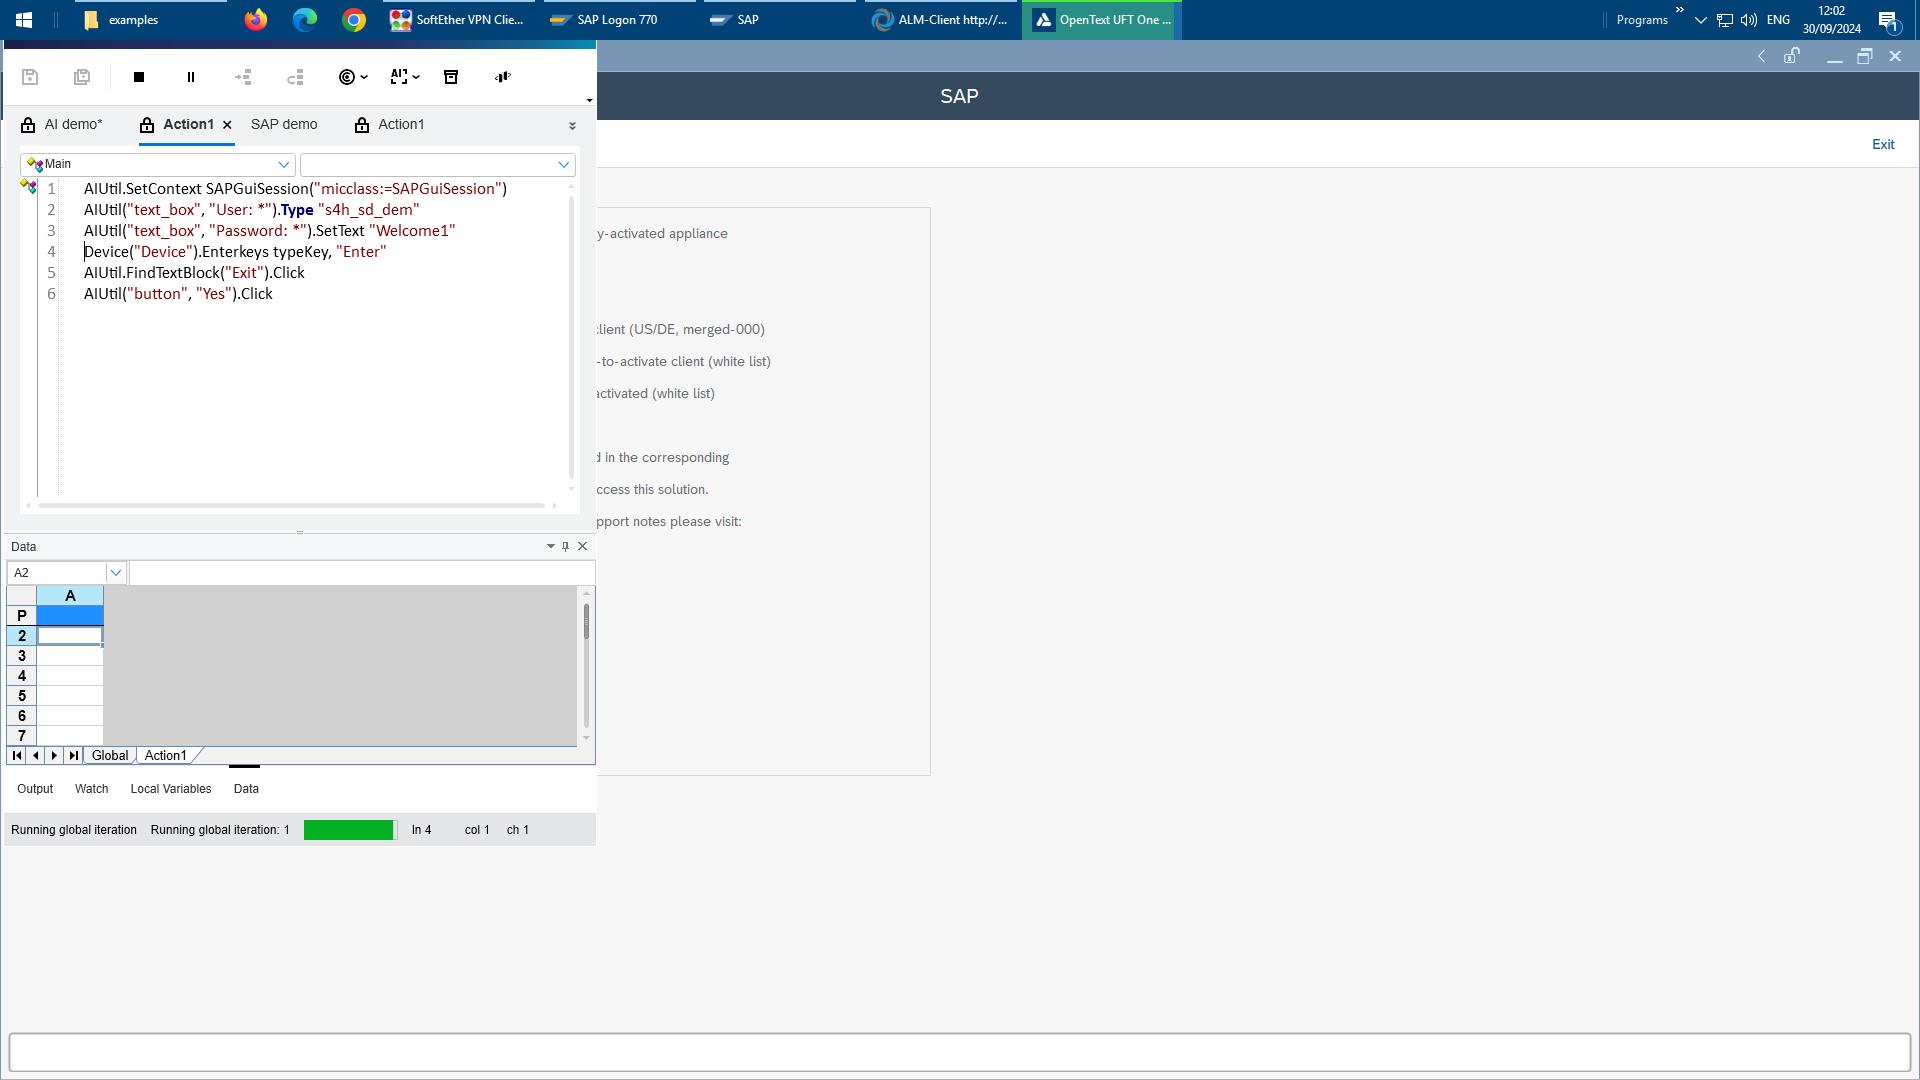 examples
SoftEther VPN Clie...
SAP Logon 770
SAP
ALM-Client http://...
OpenText UFT One ...
Programs
ENG
12:02
30/09/2024
1
SAP
Exit
AI demo*
Action1
SAP demo
Action1
Main
1 AIUtil.SetContext SAPGuiSession("micclass:=SAPGuiSession")
2 AIUtil("text_box", "User: *").Type "s4h_sd_dem"
3 AIUtil("text_box", "Password: *").SetText "Welcome1"
4 Device("Device").Enterkeys typeKey, "Enter"
5 AIUtil.FindTextBlock("Exit").Click
6 AIUtil("button", "Yes").Click
y-activated appliance
client (US/DE, merged-000)
-to-activate client (white list)
activated (white list)
d in the corresponding
ccess this solution.
pport notes please visit:
Data
A2
A
P
2
3
4
5
6
7
Global
Action1
Output
Watch
Local Variables
Data
Running global iteration
Running global iteration: 1
ln 4
col 1
ch 1